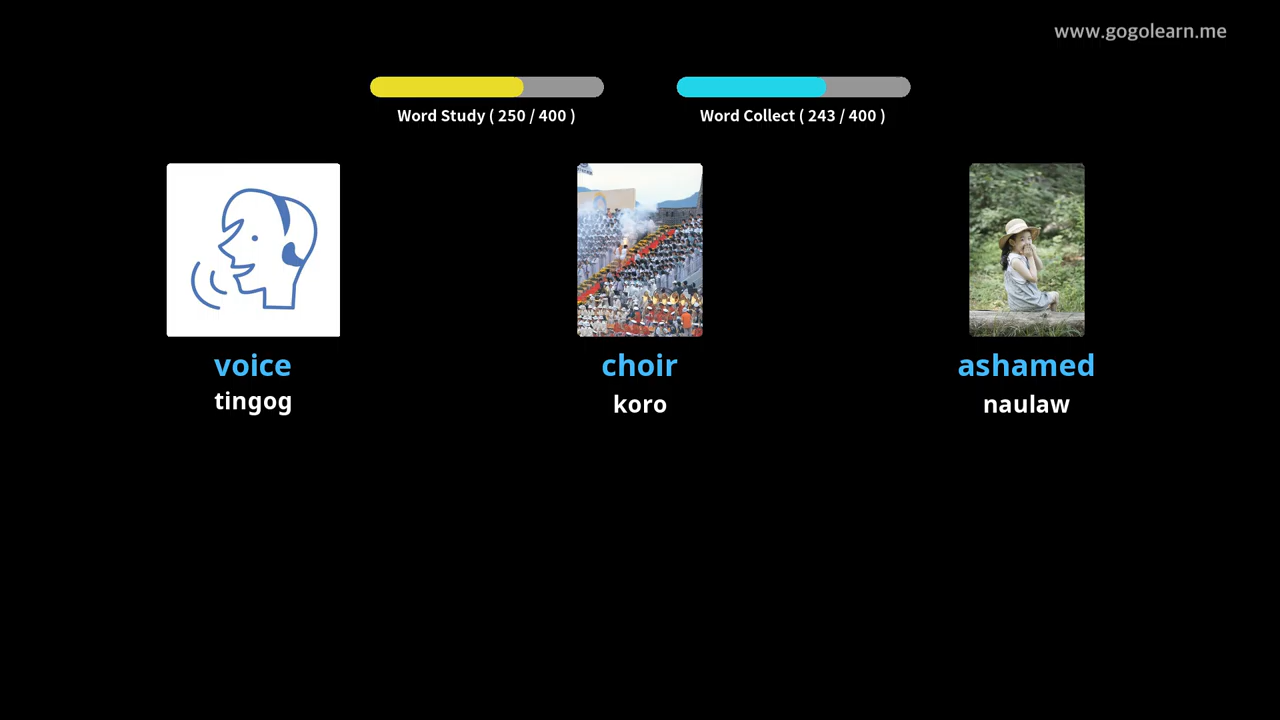 www.gogolearn.me
Word Study ( 250 / 400 )
Word Collect ( 243 / 400 )
voice
tingog
choir
koro
ashamed
naulaw